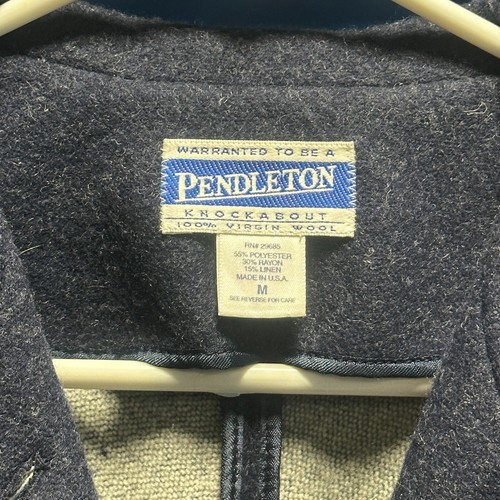 WARRANTED TO BE A
PENDLETON
KNOCKABOUT
100% VIRGIN WOOL
RN# 29685
55% POLYESTER
30% RAYON
15% LINEN
MADE IN U.S.A.
M
SEE REVERSE FOR CARE